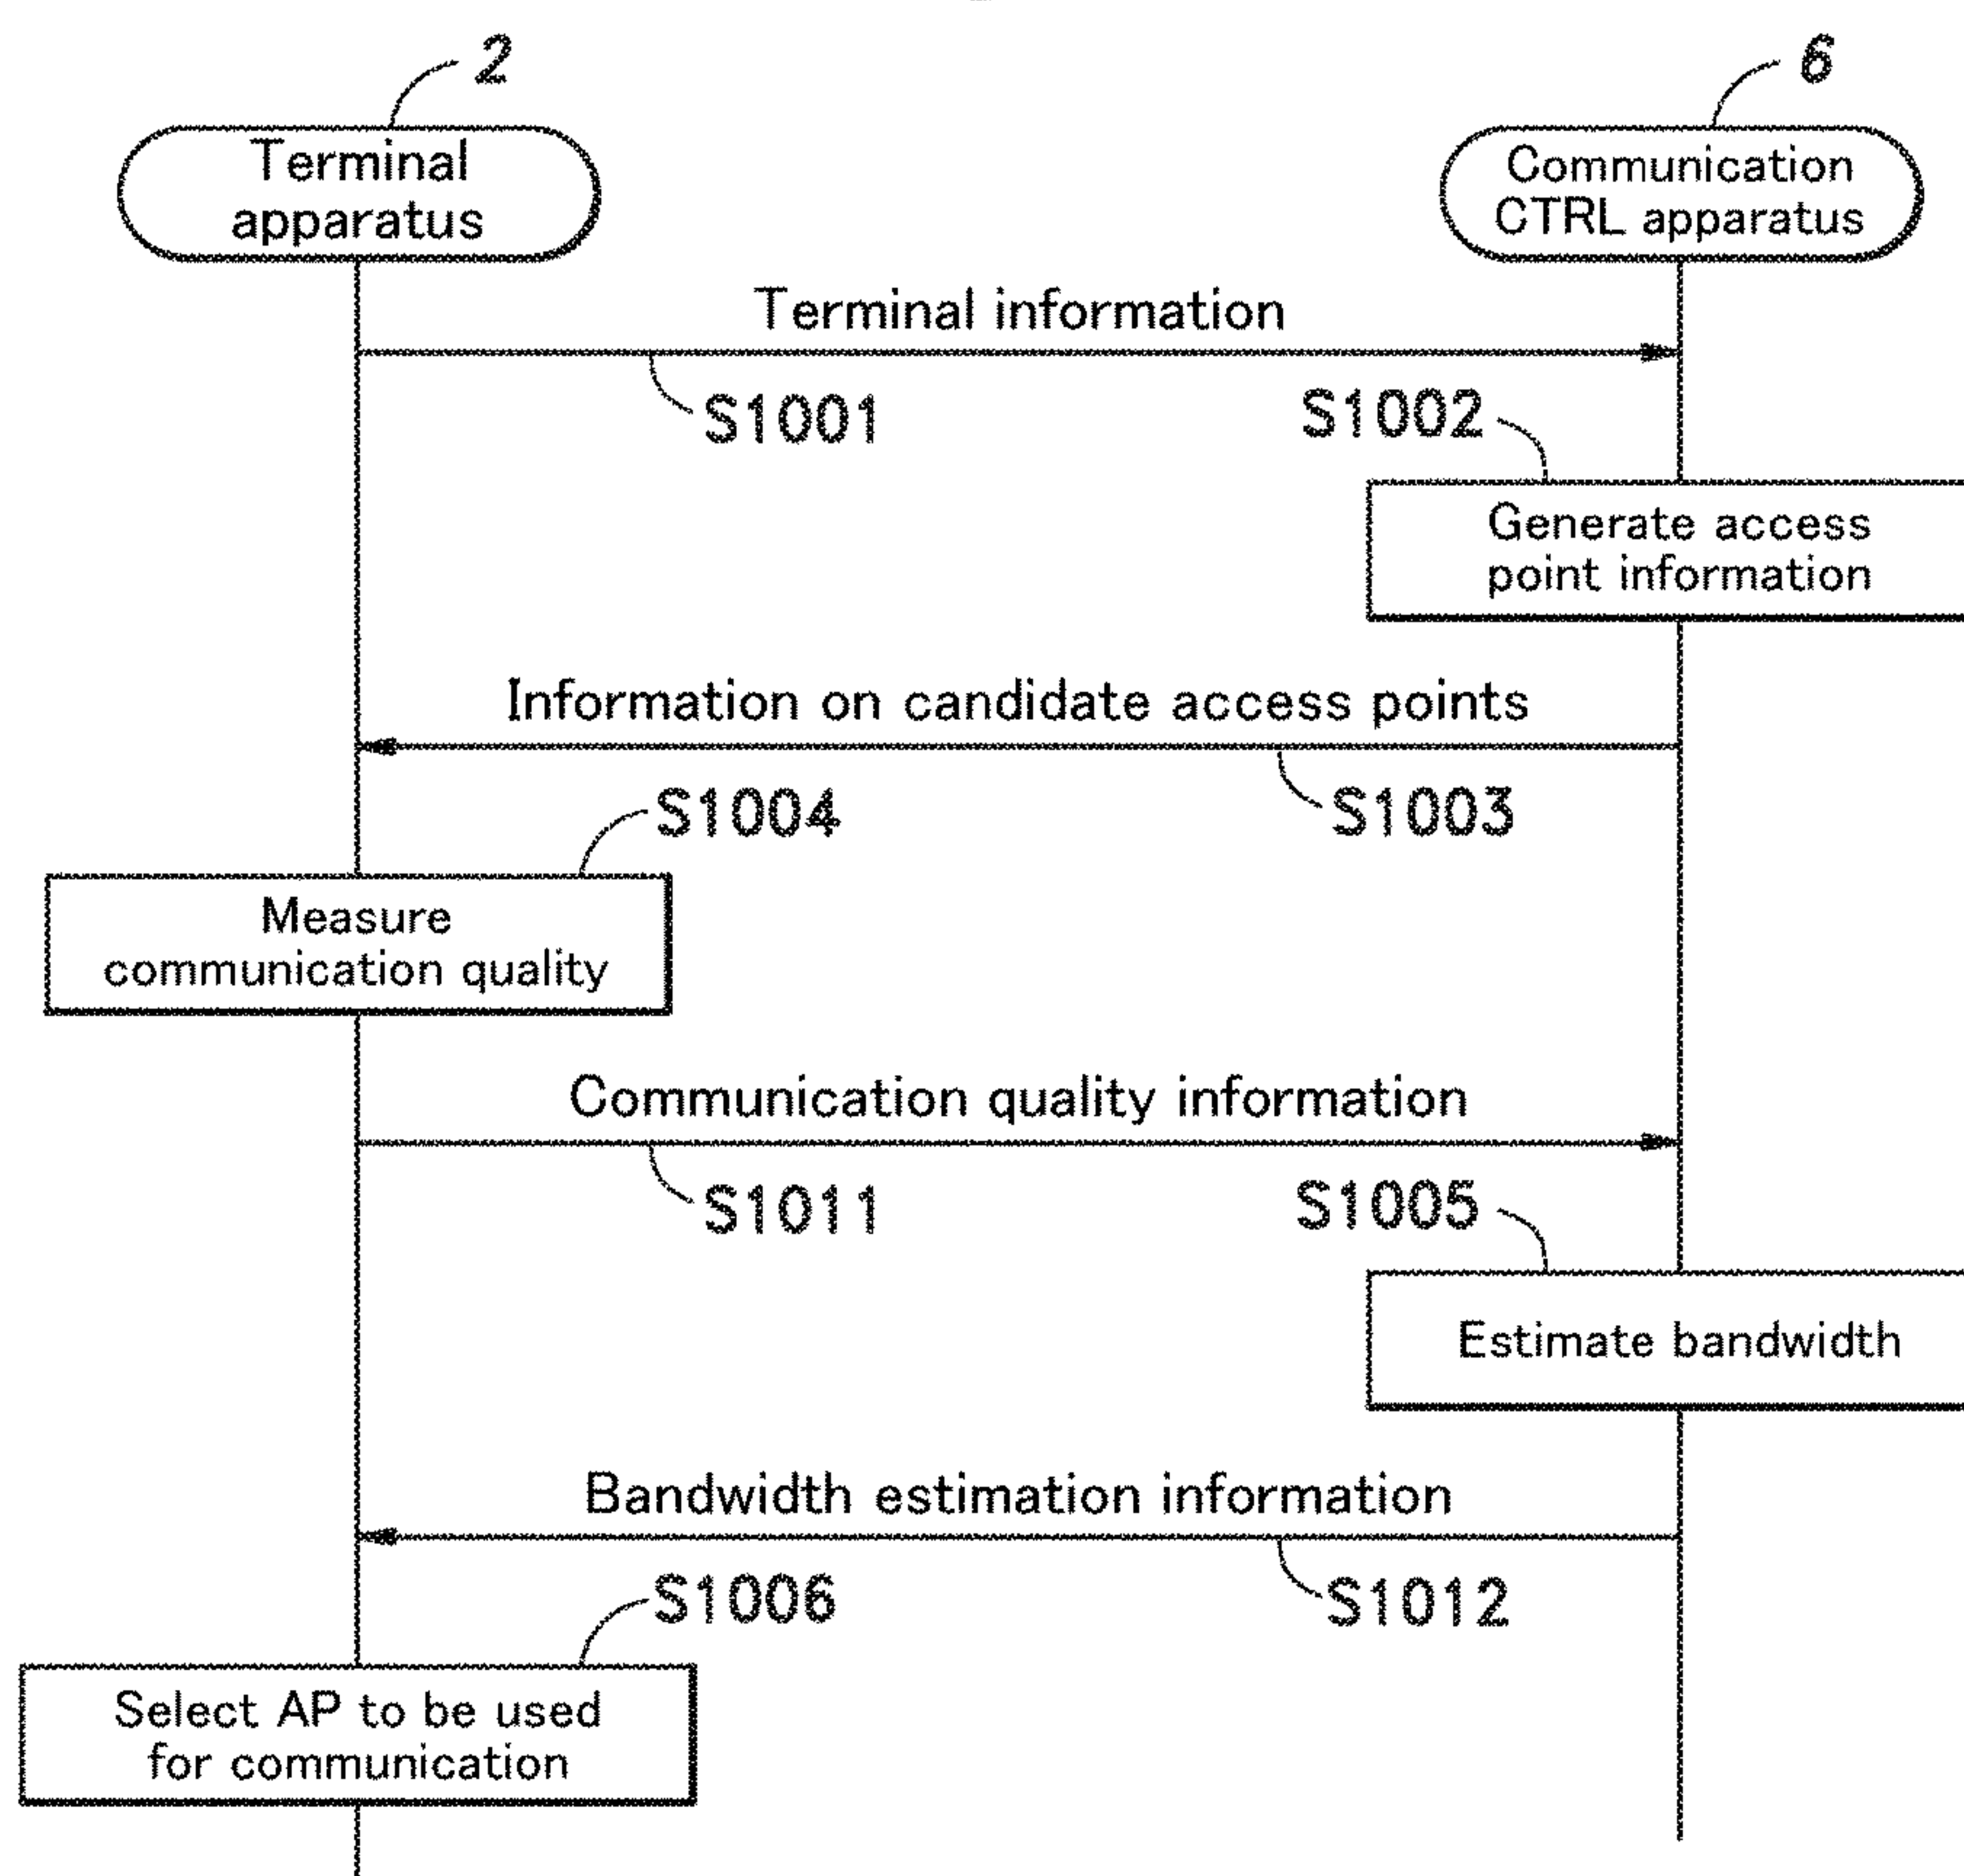 2
6
Terminal
apparatus
Communication
CTRL apparatus
Terminal information
S1001
S1002
Generate access
point information
Information on candidate access points
S1003
S1004
Measure
communication quality
Communication quality information
S1011
S1005
Estimate bandwidth
Bandwidth estimation information
S1012
S1006
Select AP to be used
for communication